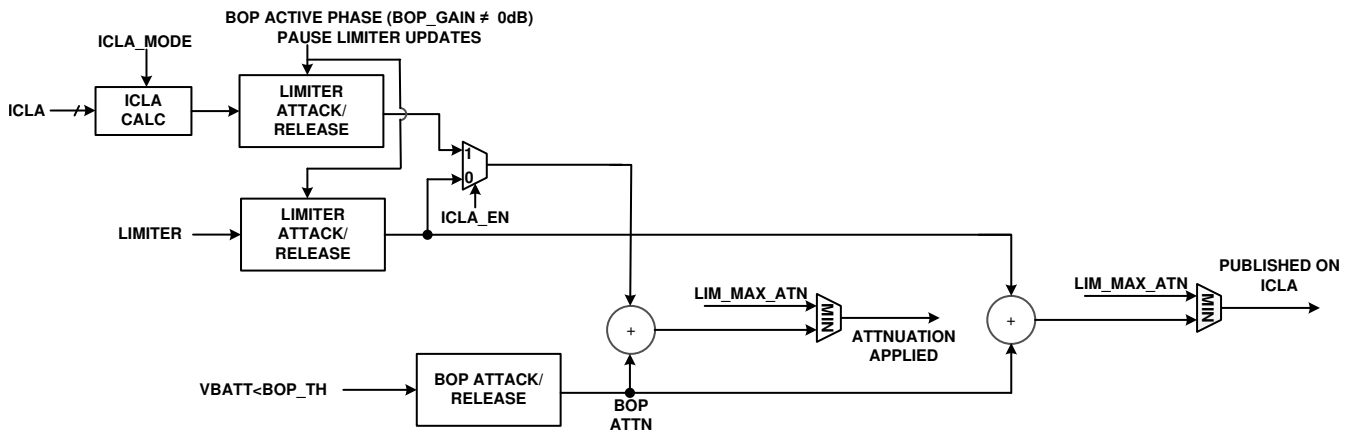 BOP ACTIVE PHASE (BOP_GAIN ≠ 0dB)
PAUSE LIMITER UPDATES
ICLA_MODE
ICLA
ICLA
CALC
LIMITER
ATTACK/
RELEASE
1
0
ICLA_EN
LIMITER
LIMITER
ATTACK/
RELEASE
LIM_MAX_ATN
MIN
ATTNUATION
APPLIED
+
LIM_MAX_ATN
MIN
PUBLISHED ON
ICLA
+
VBATT<BOP_TH
BOP ATTACK/
RELEASE
BOP
ATTN